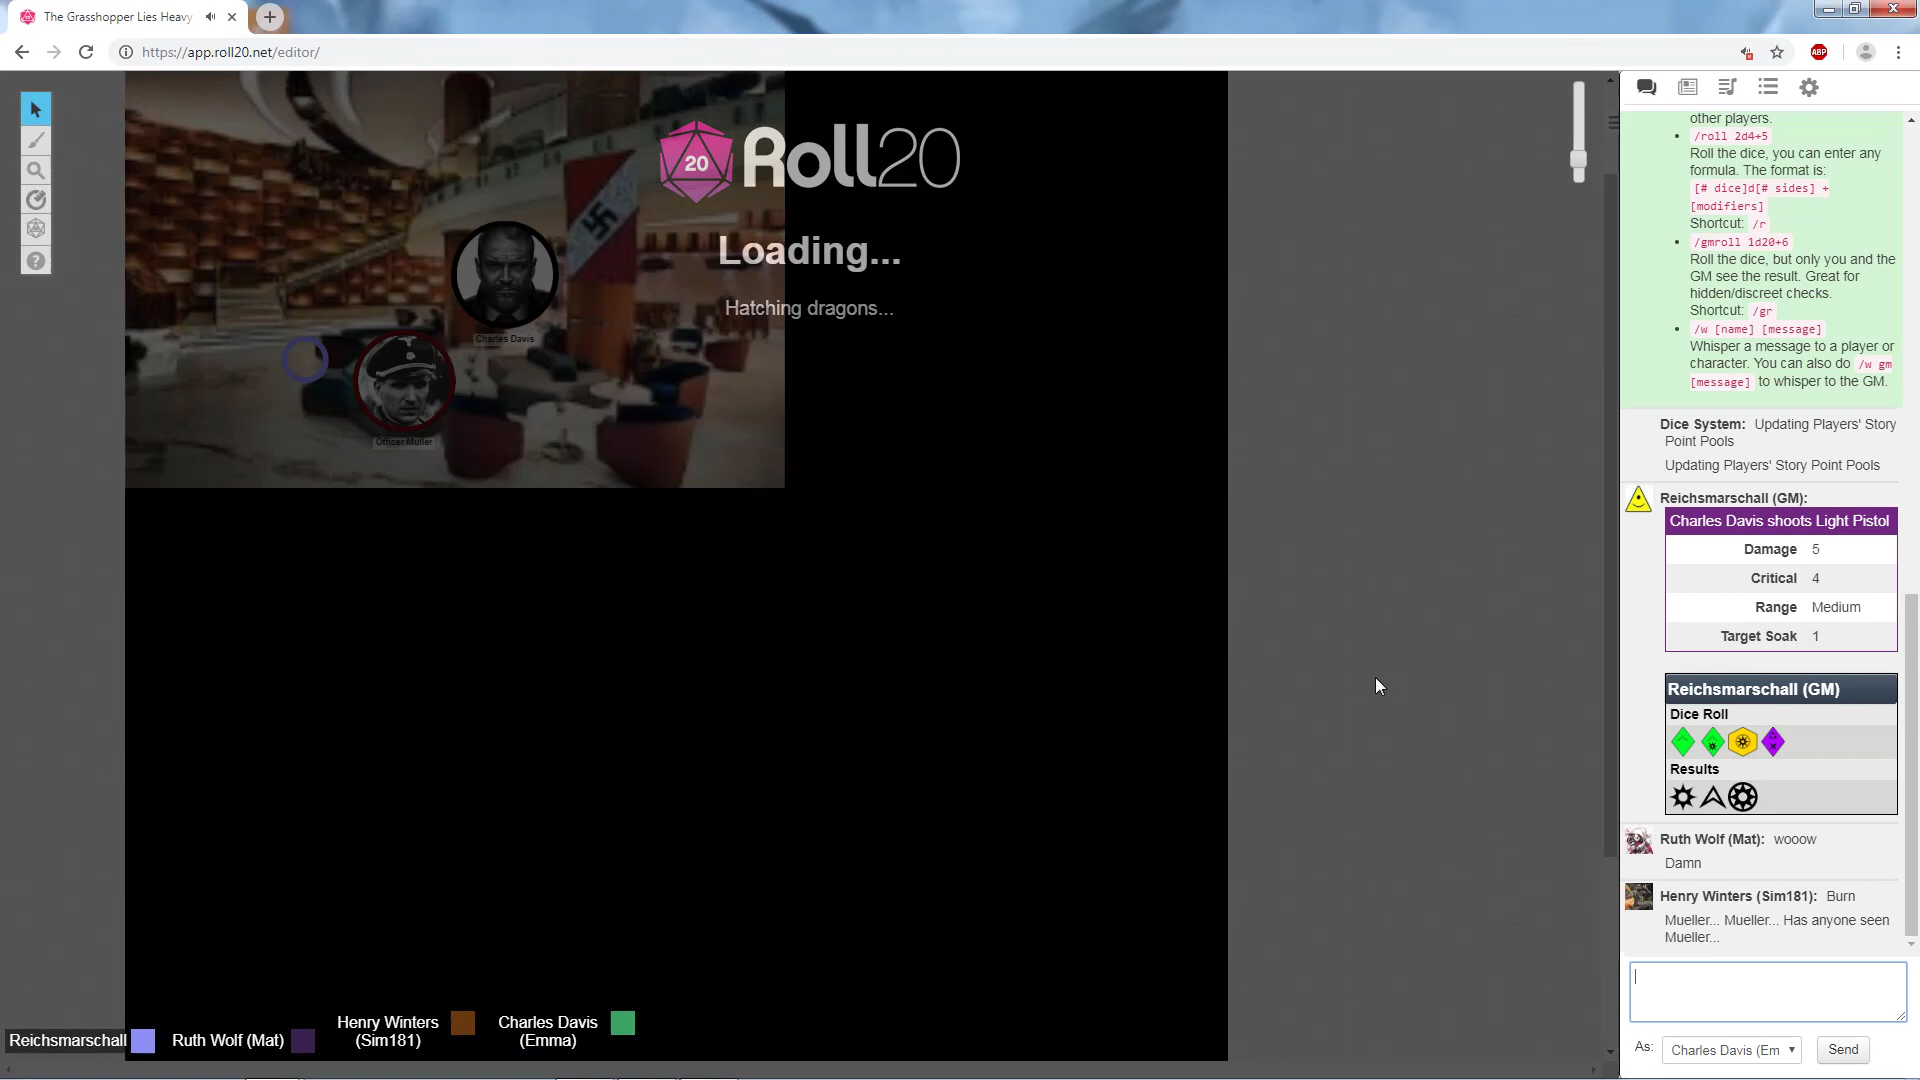 The Grasshopper Lies Heavy
https://app.roll20.net/editor/
ABP
20
Roll20
Loading...
Hatching dragons...
Charles Davis
Officer Muller
other players.
/roll 2d4+5
Roll the dice, you can enter any
formula. The format is:
[# dice]d[# sides] +
[modifiers]
Shortcut: /r
/gmroll 1d20+6
Roll the dice, but only you and the
GM see the result. Great for
hidden/discreet checks.
Shortcut: /gr
/w [name] [message]
Whisper a message to a player or
character. You can also do /w gm
[message] to whisper to the GM.
Dice System: Updating Players' Story
Point Pools
Updating Players' Story Point Pools
Reichsmarschall (GM):
Charles Davis shoots Light Pistol
Damage 5
Critical 4
Range Medium
Target Soak 1
Reichsmarschall (GM)
Dice Roll
Results
Ruth Wolf (Mat): wooow
Damn
Henry Winters (Sim181): Burn
Mueller... Mueller... Has anyone seen
Mueller...
As: Charles Davis (Em
Send
Reichsmarschall
Ruth Wolf (Mat)
Henry Winters
(Sim181)
Charles Davis
(Emma)